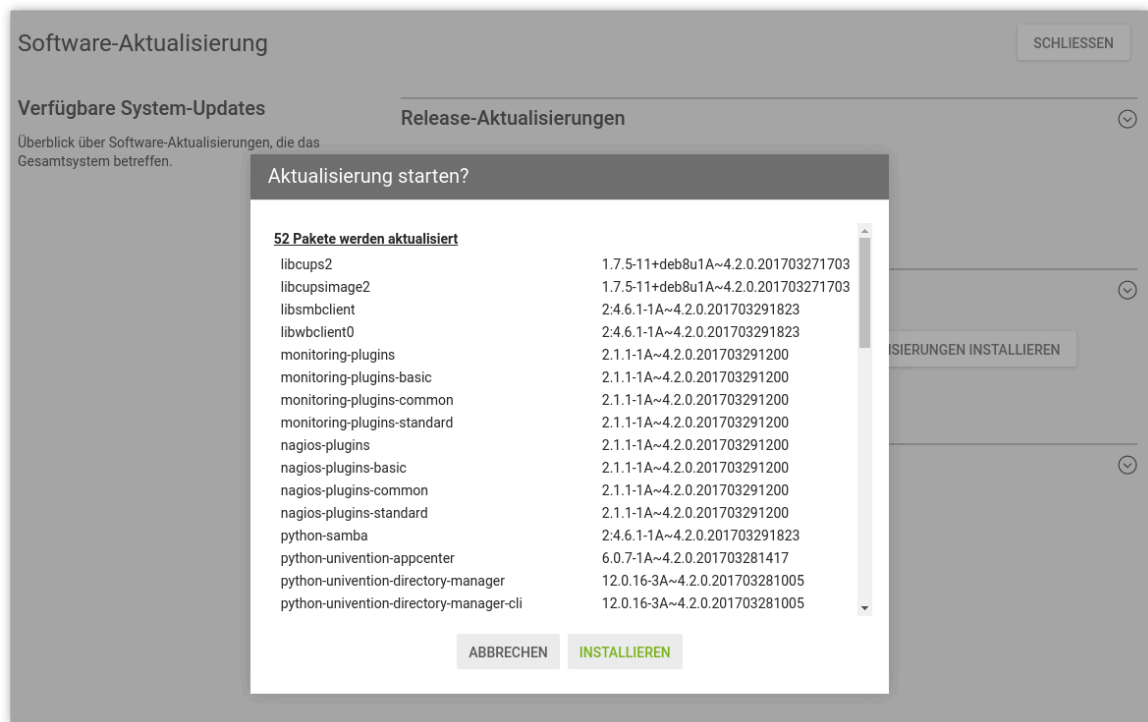 Software-Aktualisierung
SCHLIESSEN
Verfügbare System-Updates
Überblick über Software-Aktualisierungen, die das
Gesamtsystem betreffen.
Release-Aktualisierungen
Aktualisierung starten?
52 Pakete werden aktualisiert
libcups2 1.7.5-11+deb8u1A~4.2.0.201703271703
libcupsimage2 1.7.5-11+deb8u1A~4.2.0.201703271703
libsmbclient 2:4.6.1-1A~4.2.0.201703291823
libwbclient0 2:4.6.1-1A~4.2.0.201703291823
monitoring-plugins 2.1.1-1A~4.2.0.201703291200
monitoring-plugins-basic 2.1.1-1A~4.2.0.201703291200
monitoring-plugins-common 2.1.1-1A~4.2.0.201703291200
monitoring-plugins-standard 2.1.1-1A~4.2.0.201703291200
nagios-plugins 2.1.1-1A~4.2.0.201703291200
nagios-plugins-basic 2.1.1-1A~4.2.0.201703291200
nagios-plugins-common 2.1.1-1A~4.2.0.201703291200
nagios-plugins-standard 2.1.1-1A~4.2.0.201703291200
python-samba 2:4.6.1-1A~4.2.0.201703291823
python-univention-appcenter 6.0.7-1A~4.2.0.201703281417
python-univention-directory-manager 12.0.16-3A~4.2.0.201703281005
python-univention-directory-manager-cli 12.0.16-3A~4.2.0.201703281005
ISIERUNGEN INSTALLIEREN
ABBRECHEN
INSTALLIEREN